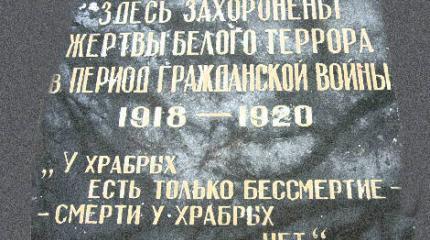 ЗДЕСЬ ЗАХОРОНЕНЫ
ЖЕРТВЫ БЕЛОГО ТЕРРОРА
В ПЕРИОД ГРАЖДАНСКОЙ ВОЙНЫ
1918 — 1920
„У ХРАБРЫХ
ЕСТЬ ТОЛЬКО БЕССМЕРТИЕ -
- СМЕРТИ У ХРАБРЫХ
НЕТ“